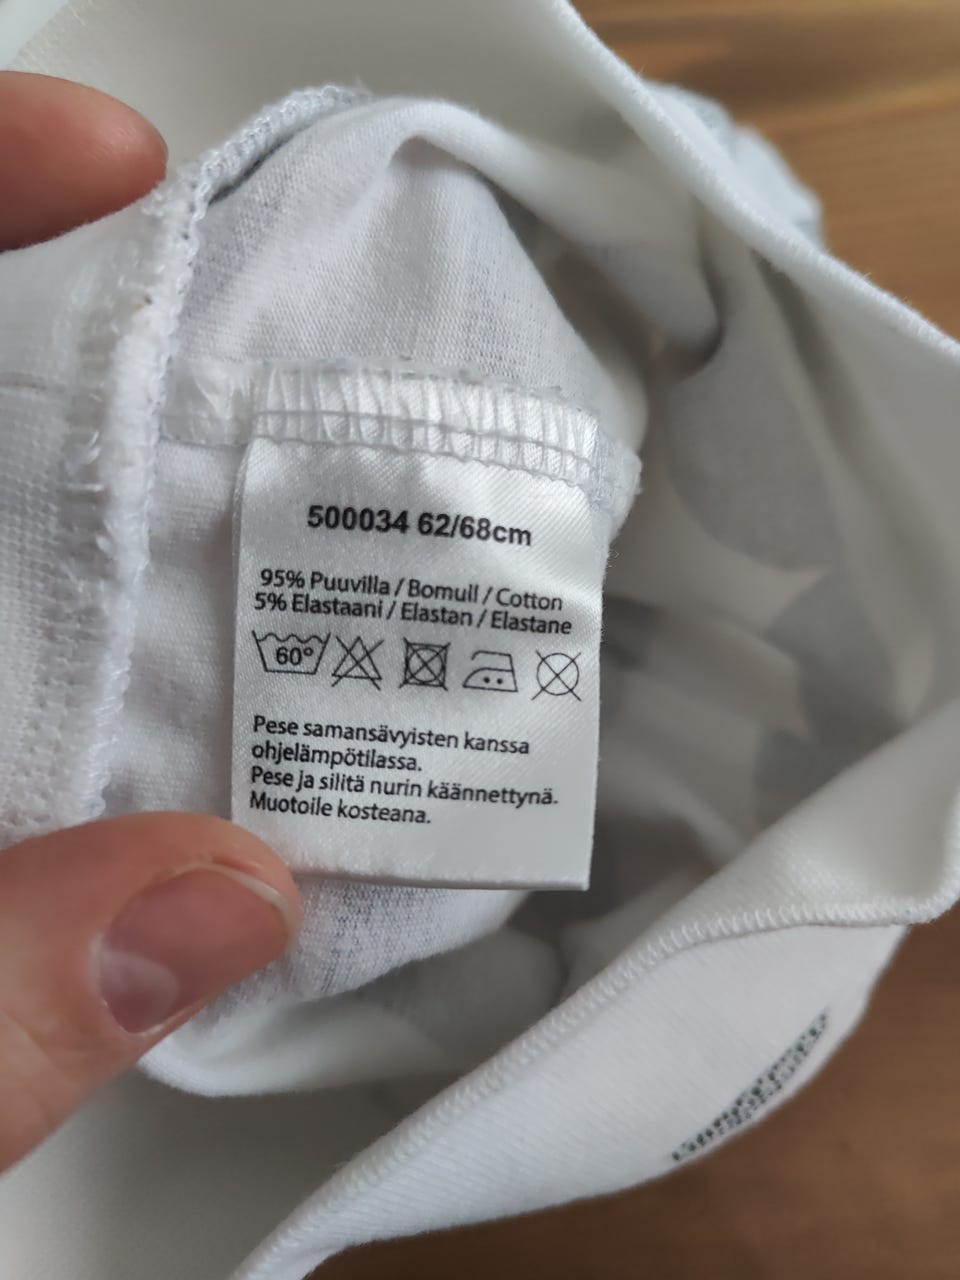 500034 62/68cm
95% Puuvilla / Bomull / Cotton
5% Elastaani / Elastan / Elastane
60°
Pese samansävyisten kanssa
ohjelämpötilassa.
Pese ja silitä nurin käännettynä.
Muotoile kosteana.